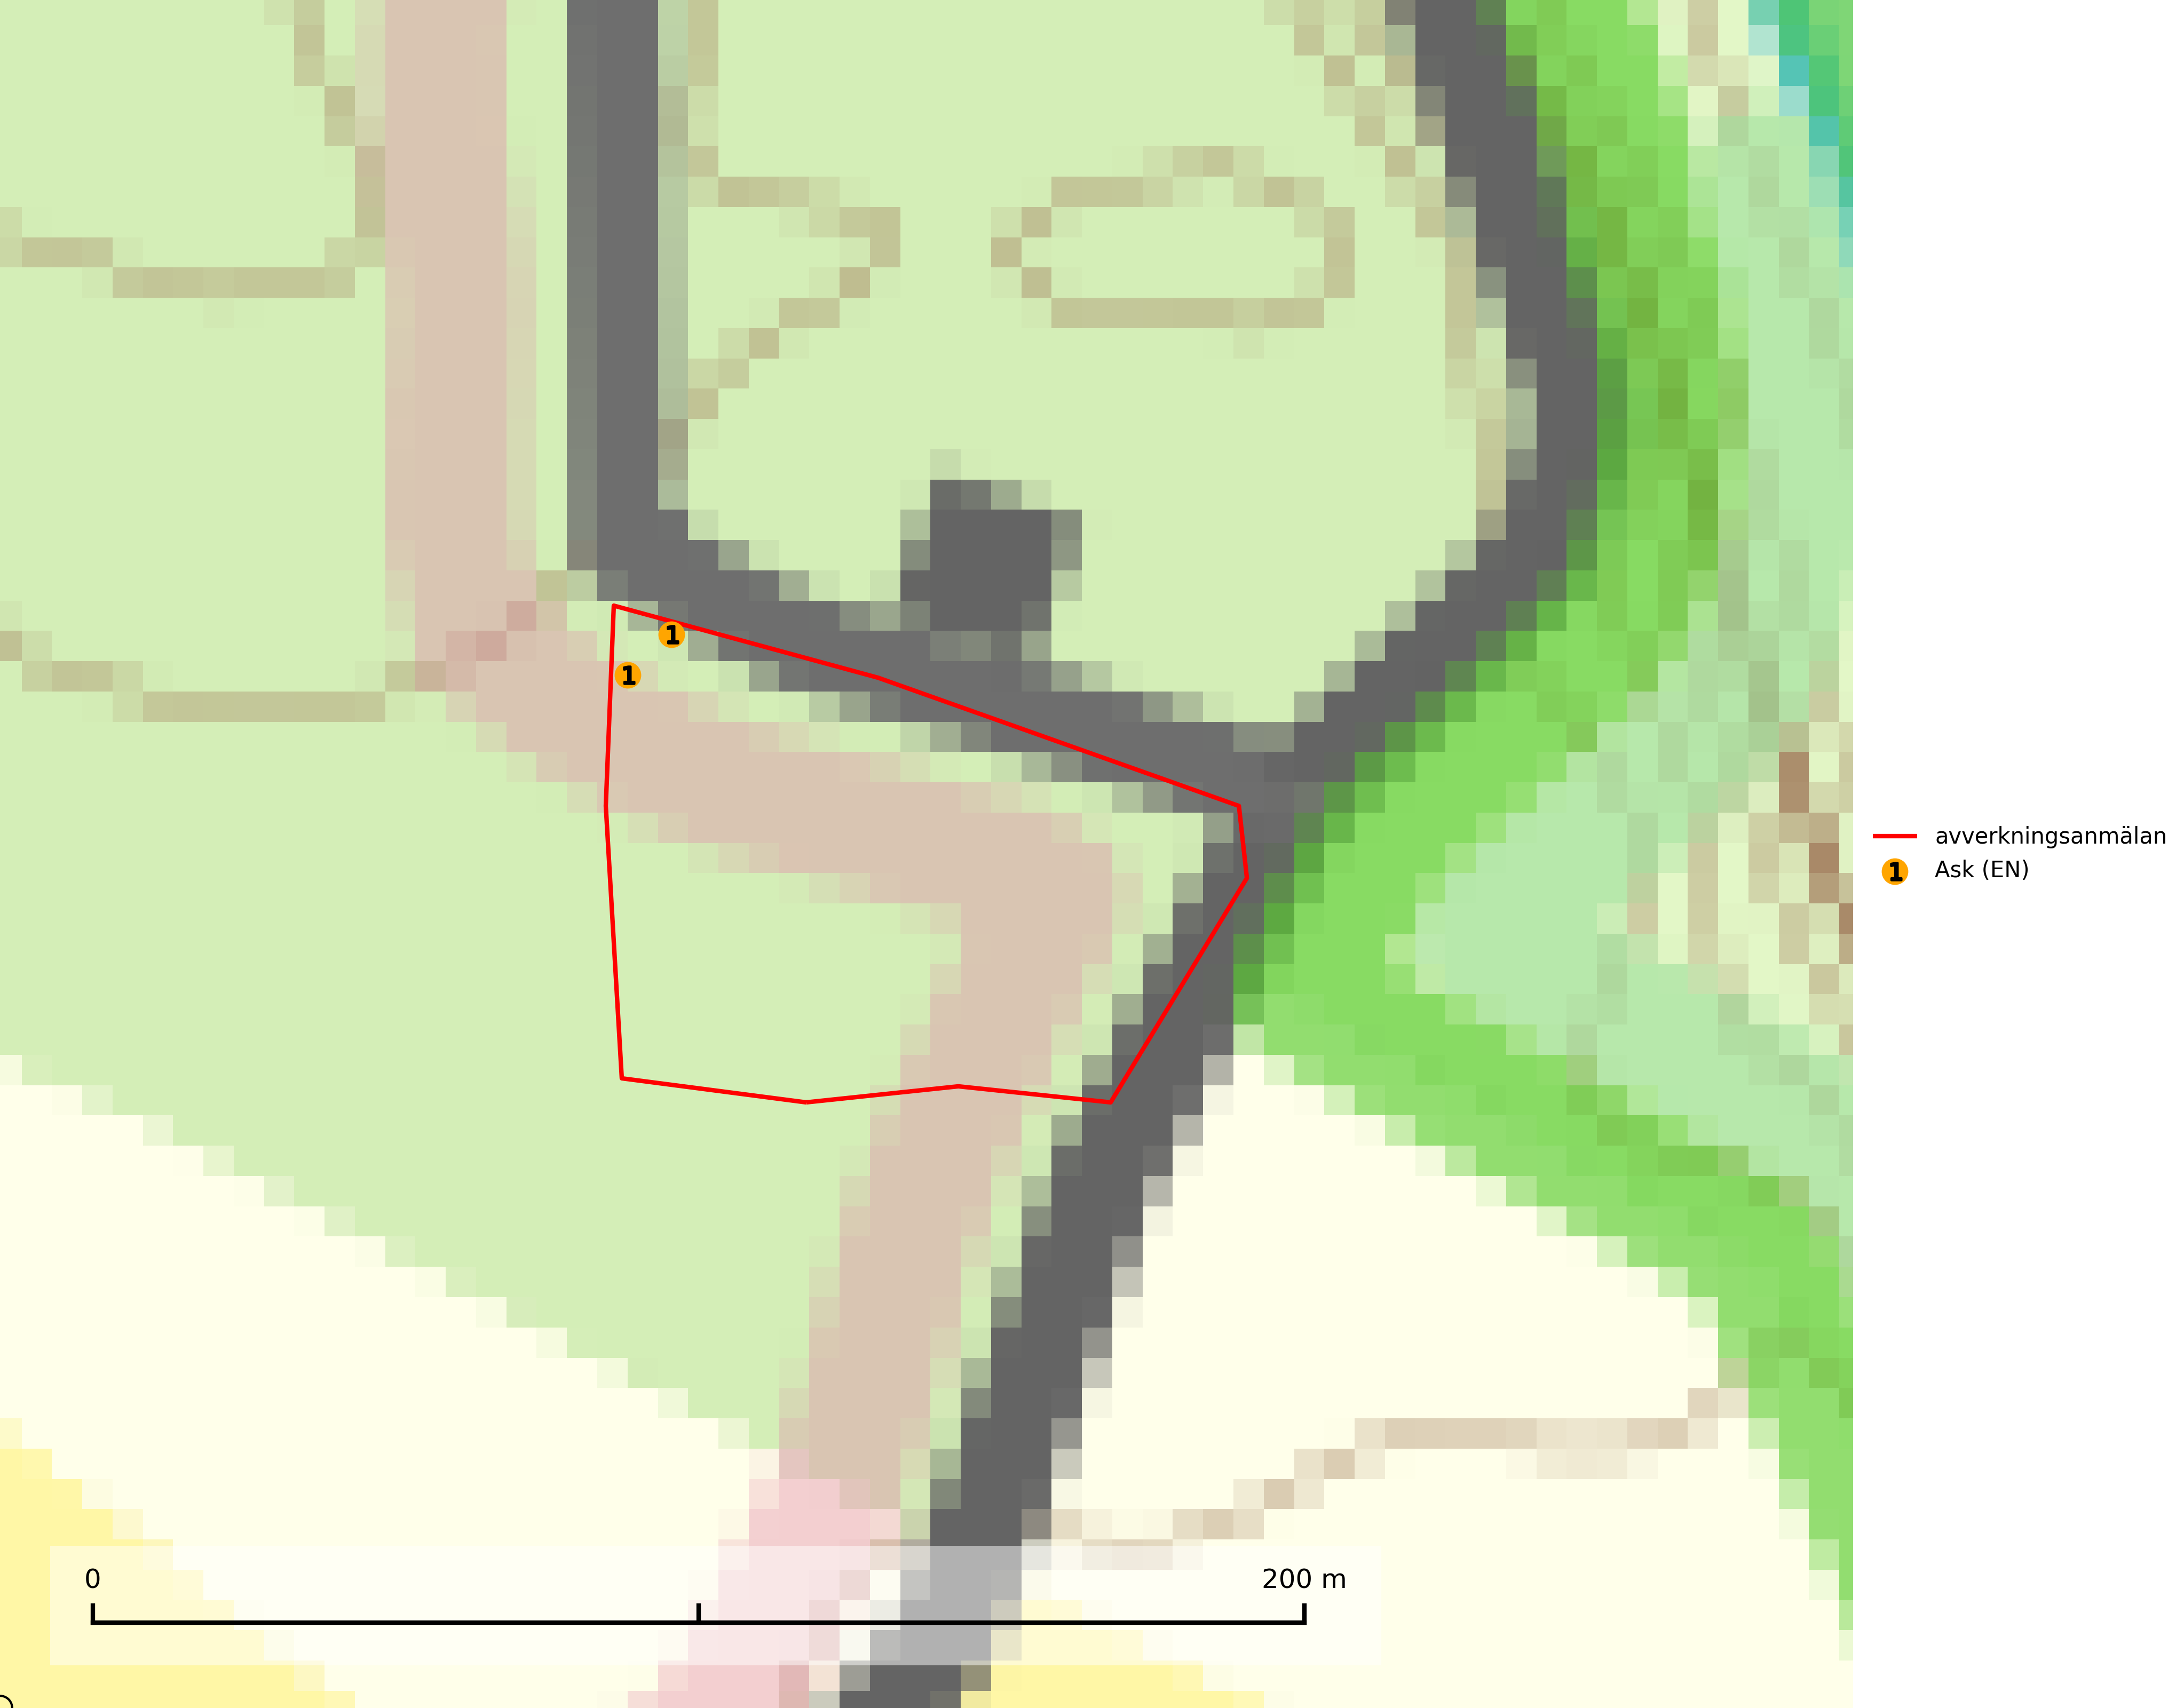 1
1
avverkningsanmälan
1 Ask (EN)
0 200 m